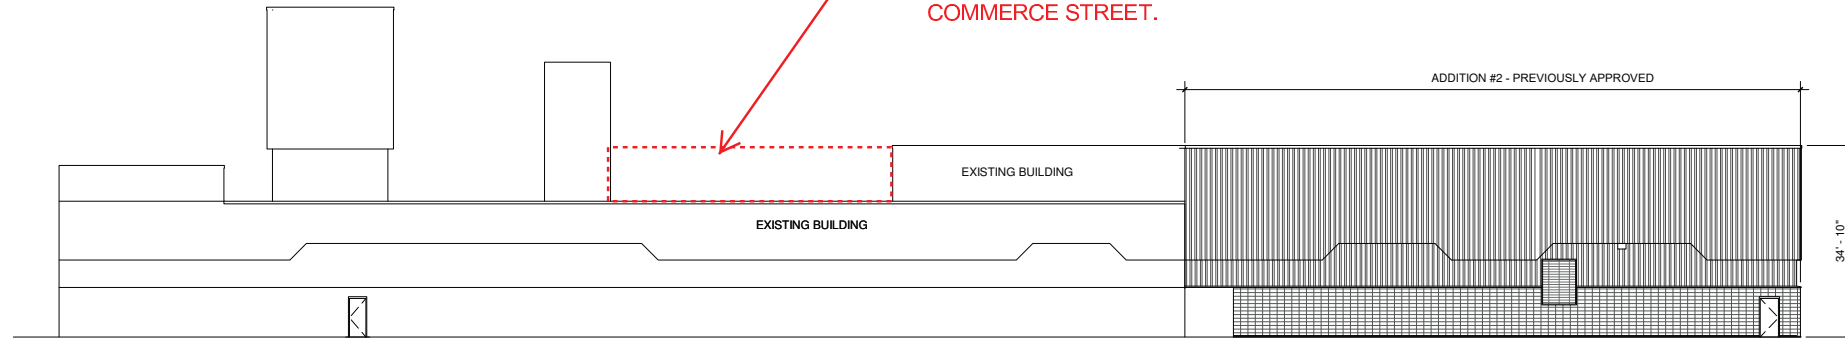 COMMERCE STREET.
ADDITION #2 - PREVIOUSLY APPROVED
EXISTING BUILDING
EXISTING BUILDING
34' - 10"